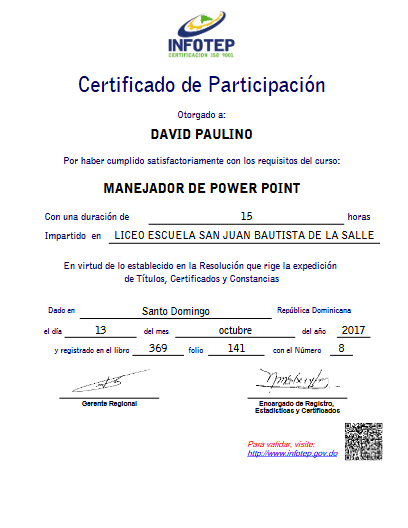 INFOTEP
CERTIFICACION ISO 9001
Certificado de Participación
Otorgado a:
DAVID PAULINO
Por haber cumplido satisfactoriamente con los requisitos del curso:
MANEJADOR DE POWER POINT
Con una duración de 15 horas
Impartido en LICEO ESCUELA SAN JUAN BAUTISTA DE LA SALLE
En virtud de lo establecido en la Resolución que rige la expedición
de Títulos, Certificados y Constancias
Dado en Santo Domingo República Dominicana
el día 13 del mes octubre del año 2017
y registrado en el libro 369 folio 141 con el Número 8
Gerente Regional
Encargado de Registro,
Estadísticas y Certificados
Para validar, visite:
http://www.infotep.gov.do